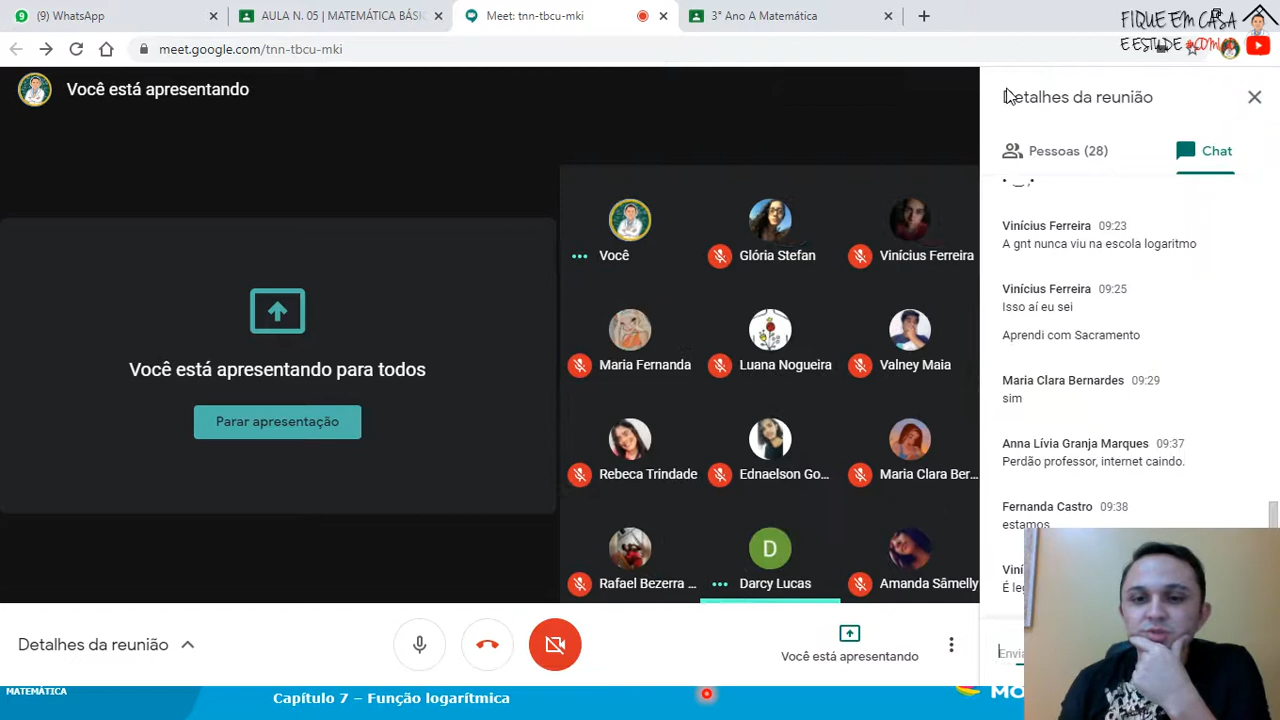 (9) WhatsApp
AULA N. 05 | MATEMÁTICA BÁSI
Meet: tnn-tbcu-mki
3° Ano A Matemática
FIQUE EM CASA
E ESTUDE
meet.google.com/tnn-tbcu-mki
Você está apresentando
Detalhes da reunião
Pessoas (28)
Chat
Vinícius Ferreira 09:23
A gnt nunca viu na escola logaritmo
Vinícius Ferreira 09:25
Isso aí eu sei
Aprendi com Sacramento
Maria Clara Bernardes 09:29
sim
Anna Lívia Granja Marques 09:37
Perdão professor, internet caindo.
Fernanda Castro 09:38
estamos
Você
Glória Stefan
Vinícius Ferreira
Maria Fernanda
Luana Nogueira
Valney Maia
Rebeca Trindade
Ednaelson Go...
Maria Clara Ber...
Rafael Bezerra ...
D
Darcy Lucas
Amanda Sâmelly
Você está apresentando para todos
Parar apresentação
Detalhes da reunião
Você está apresentando
MATEMÁTICA
Capítulo 7 – Função logarítmica